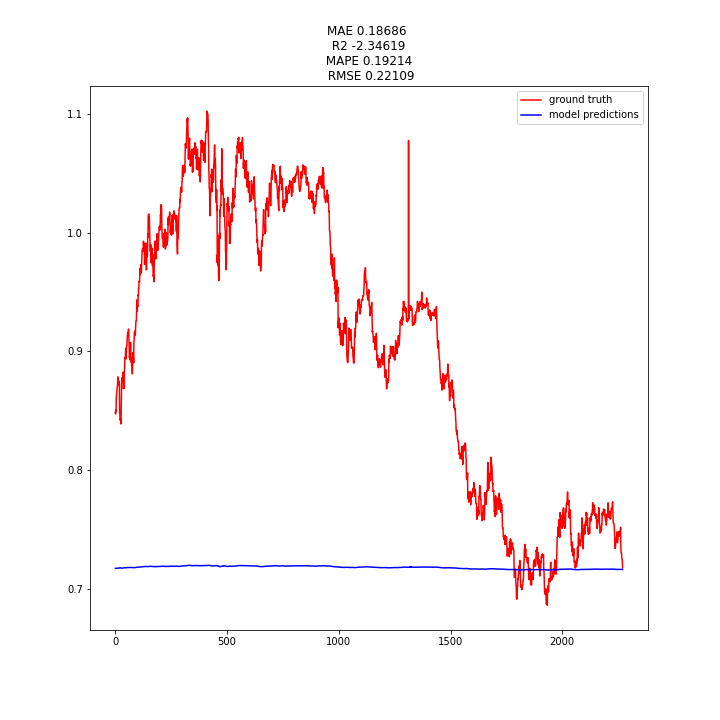 MAE 0.18686
R2 -2.34619
MAPE 0.19214
RMSE 0.22109
ground truth
model predictions
1.1
1.0
0.9
0.8
0.7
0
500
1000
1500
2000